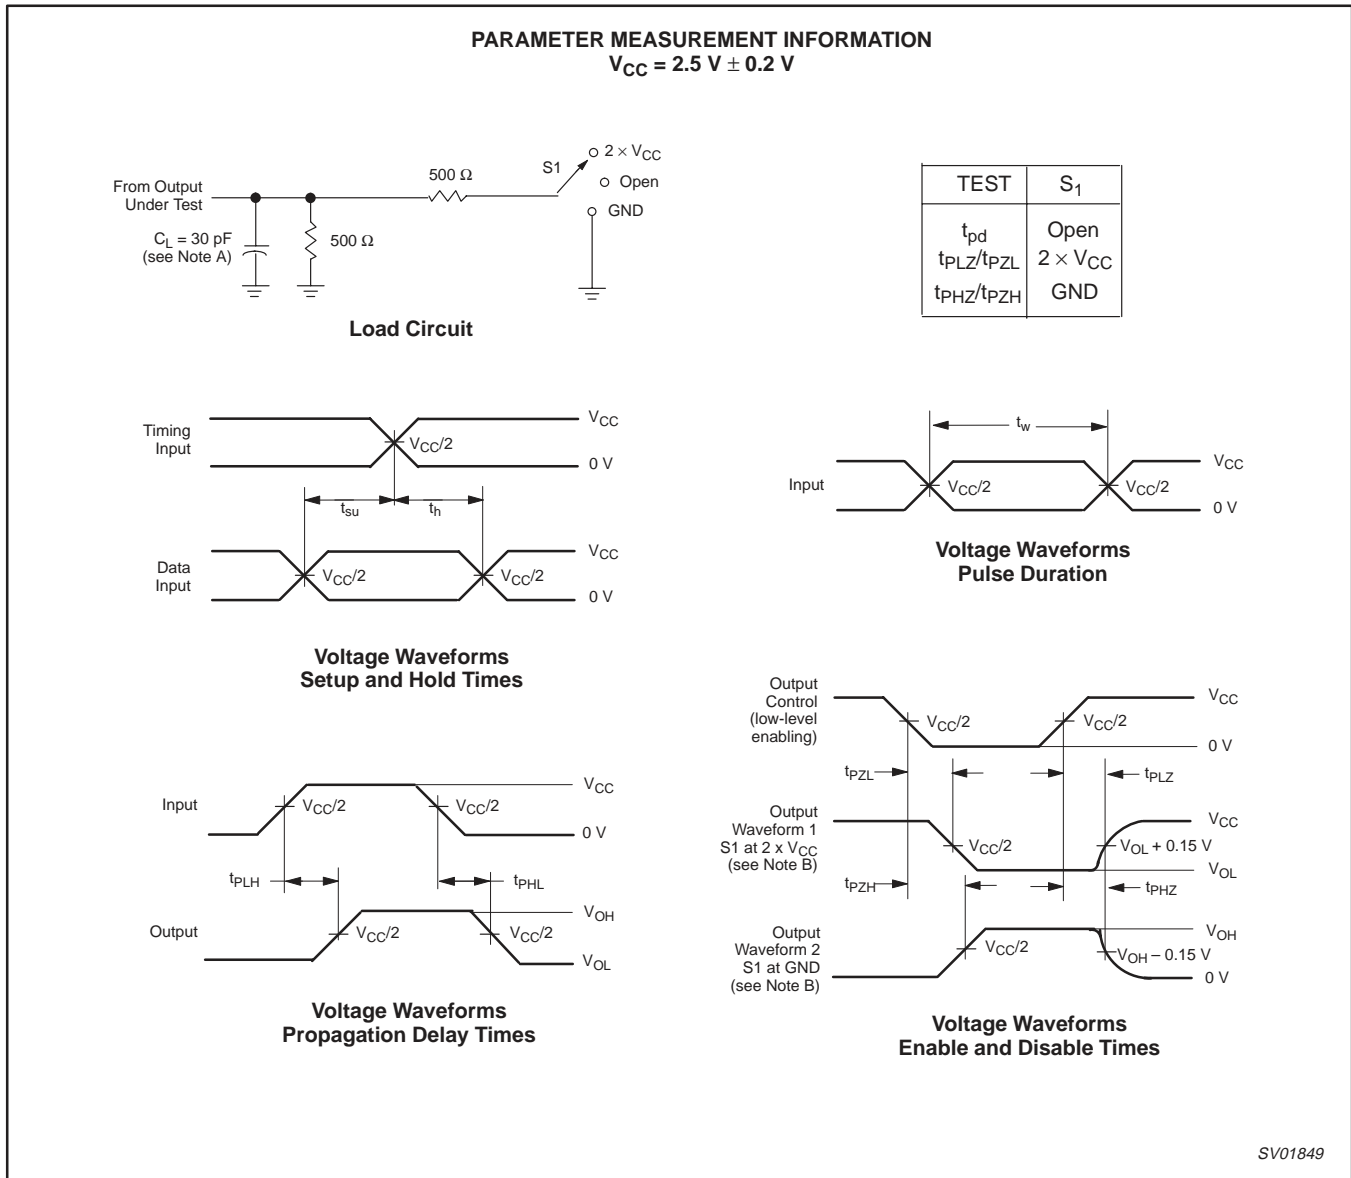 PARAMETER MEASUREMENT INFORMATION
VCC = 2.5 V ± 0.2 V
From Output
Under Test
CL = 30 pF
(see Note A)
500 Ω
500 Ω
S1
2 × VCC
Open
GND
Load Circuit
TEST S1
tpd Open
tPLZ/tPZL 2 × VCC
tPHZ/tPZH GND
Timing
Input
VCC/2
VCC
0 V
tsu
th
Data
Input
VCC/2
VCC/2
VCC
0 V
Voltage Waveforms
Setup and Hold Times
tw
Input
VCC/2
VCC/2
VCC
0 V
Voltage Waveforms
Pulse Duration
Input
VCC/2
VCC/2
VCC
0 V
tPLH
tPHL
Output
VCC/2
VCC/2
VOH
VOL
Voltage Waveforms
Propagation Delay Times
Output
Control
(low-level
enabling)
VCC/2
VCC/2
VCC
0 V
tPZL
tPLZ
Output
Waveform 1
S1 at 2 x VCC
(see Note B)
VCC/2
VCC
VOL + 0.15 V
VOL
tPZH
tPHZ
Output
Waveform 2
S1 at GND
(see Note B)
VCC/2
VOH
VOH – 0.15 V
0 V
Voltage Waveforms
Enable and Disable Times
SV01849